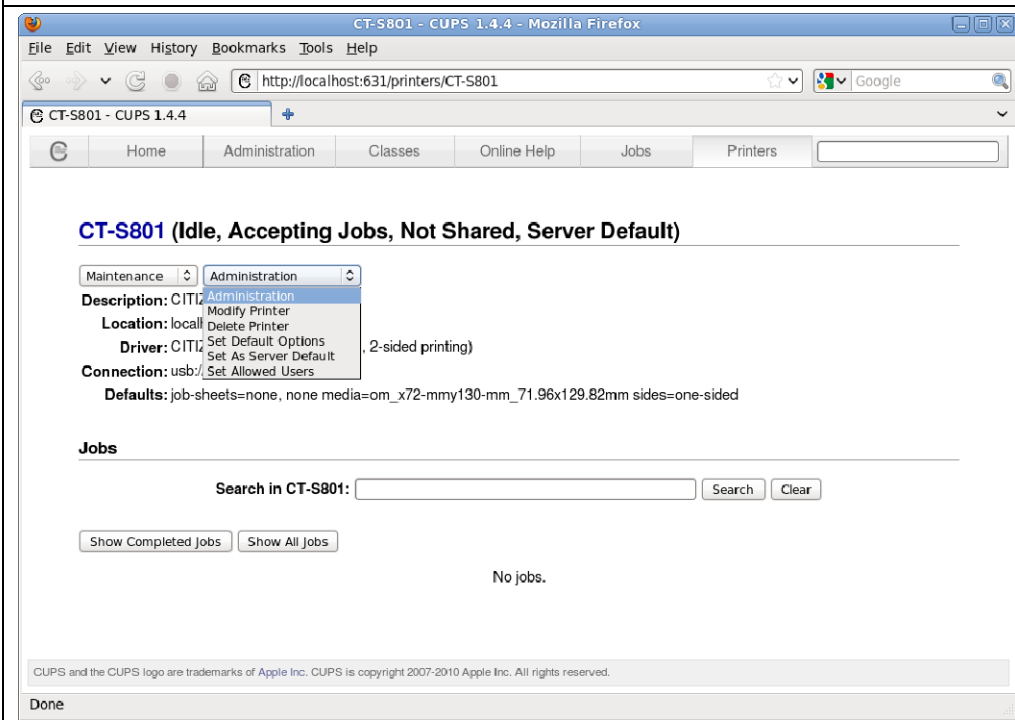 CT-S801 - CUPS 1.4.4 - Mozilla Firefox
File Edit View History Bookmarks Tools Help
http://localhost:631/printers/CT-S801 Google
CT-S801 - CUPS 1.4.4
Home Administration Classes Online Help Jobs Printers
CT-S801 (Idle, Accepting Jobs, Not Shared, Server Default)
Maintenance Administration
Administration
Modify Printer
Delete Printer
Set Default Options
Set As Server Default
Set Allowed Users
Description: CITIZ
Location: local
Driver: CITIZ , 2-sided printing)
Connection: usb:/
Defaults: job-sheets=none, none media=om_x72-mmy130-mm_71.96x129.82mm sides=one-sided
Jobs
Search in CT-S801: Search Clear
Show Completed Jobs Show All Jobs
No jobs.
CUPS and the CUPS logo are trademarks of Apple Inc. CUPS is copyright 2007-2010 Apple Inc. All rights reserved.
Done